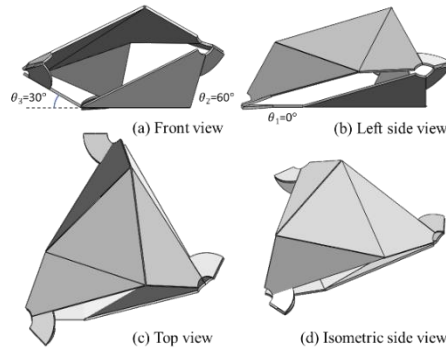 θ₃=30°
θ₂=60°
(a) Front view
θ₁=0°
(b) Left side view
(c) Top view
(d) Isometric side view